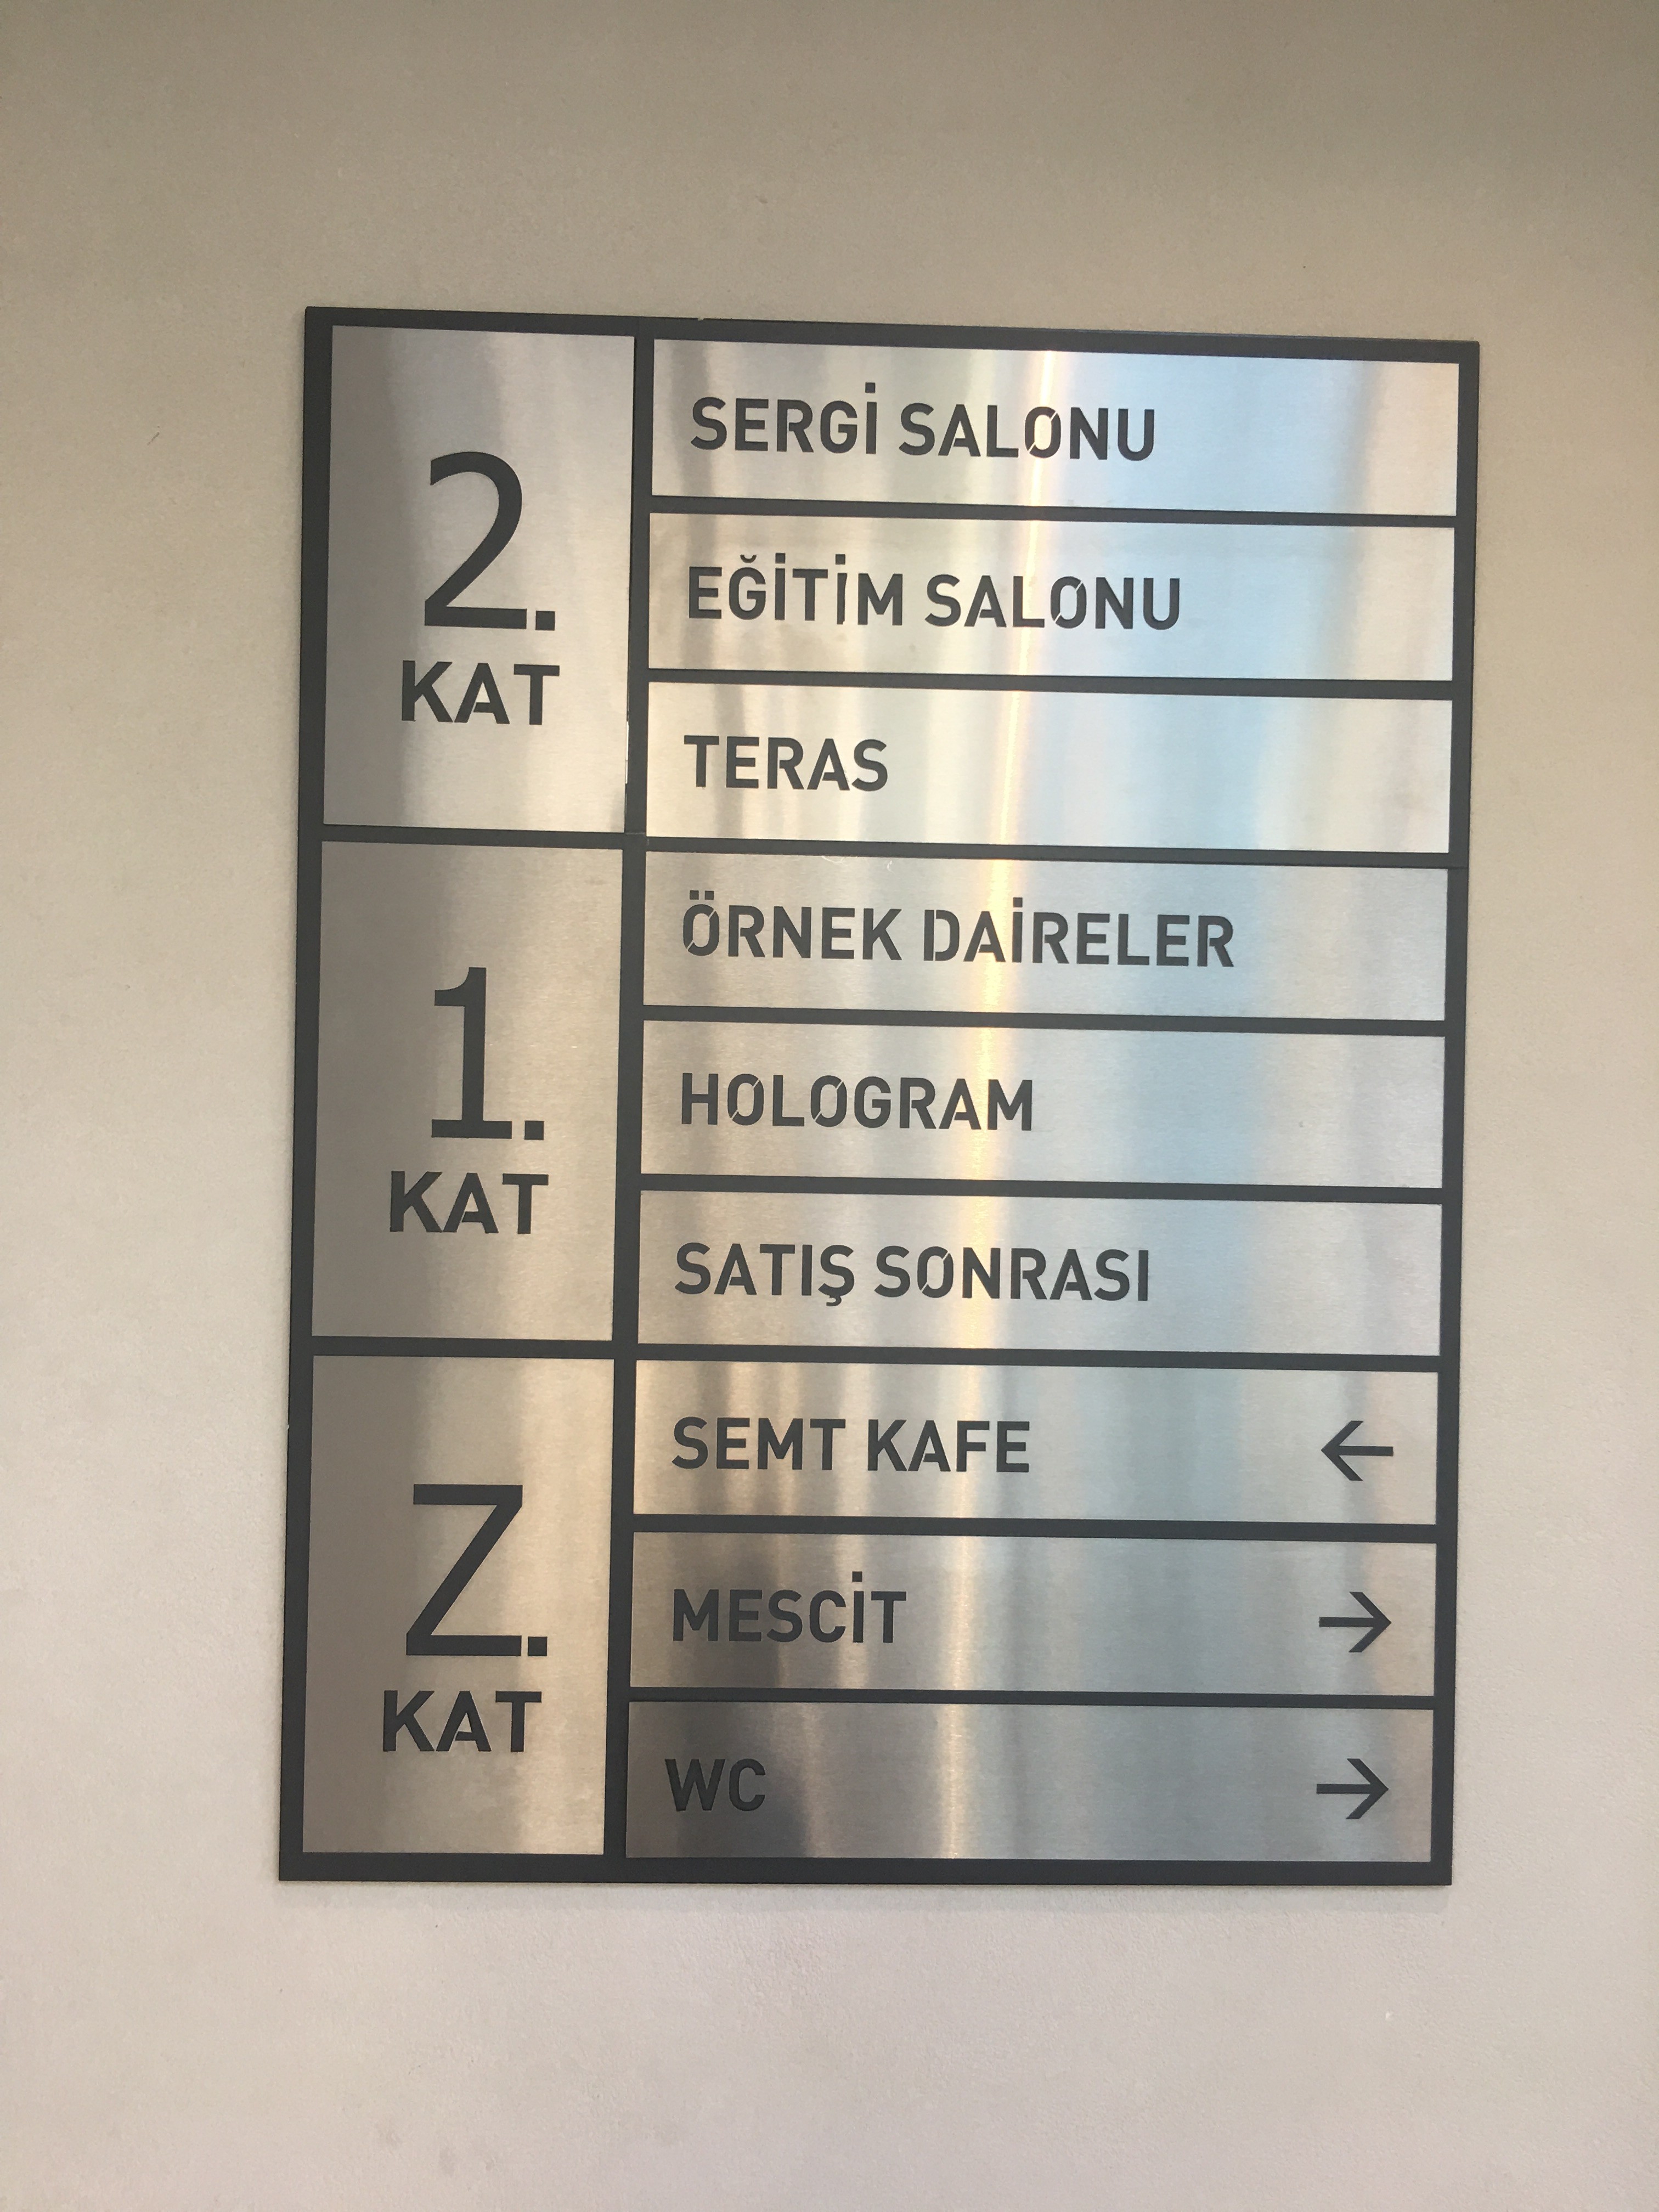 2.
KAT
SERGİ SALONU
EĞİTİM SALONU
TERAS
1.
KAT
ÖRNEK DAİRELER
HOLOGRAM
SATIŞ SONRASI
Z.
KAT
SEMT KAFE ←
MESCİT →
WC →